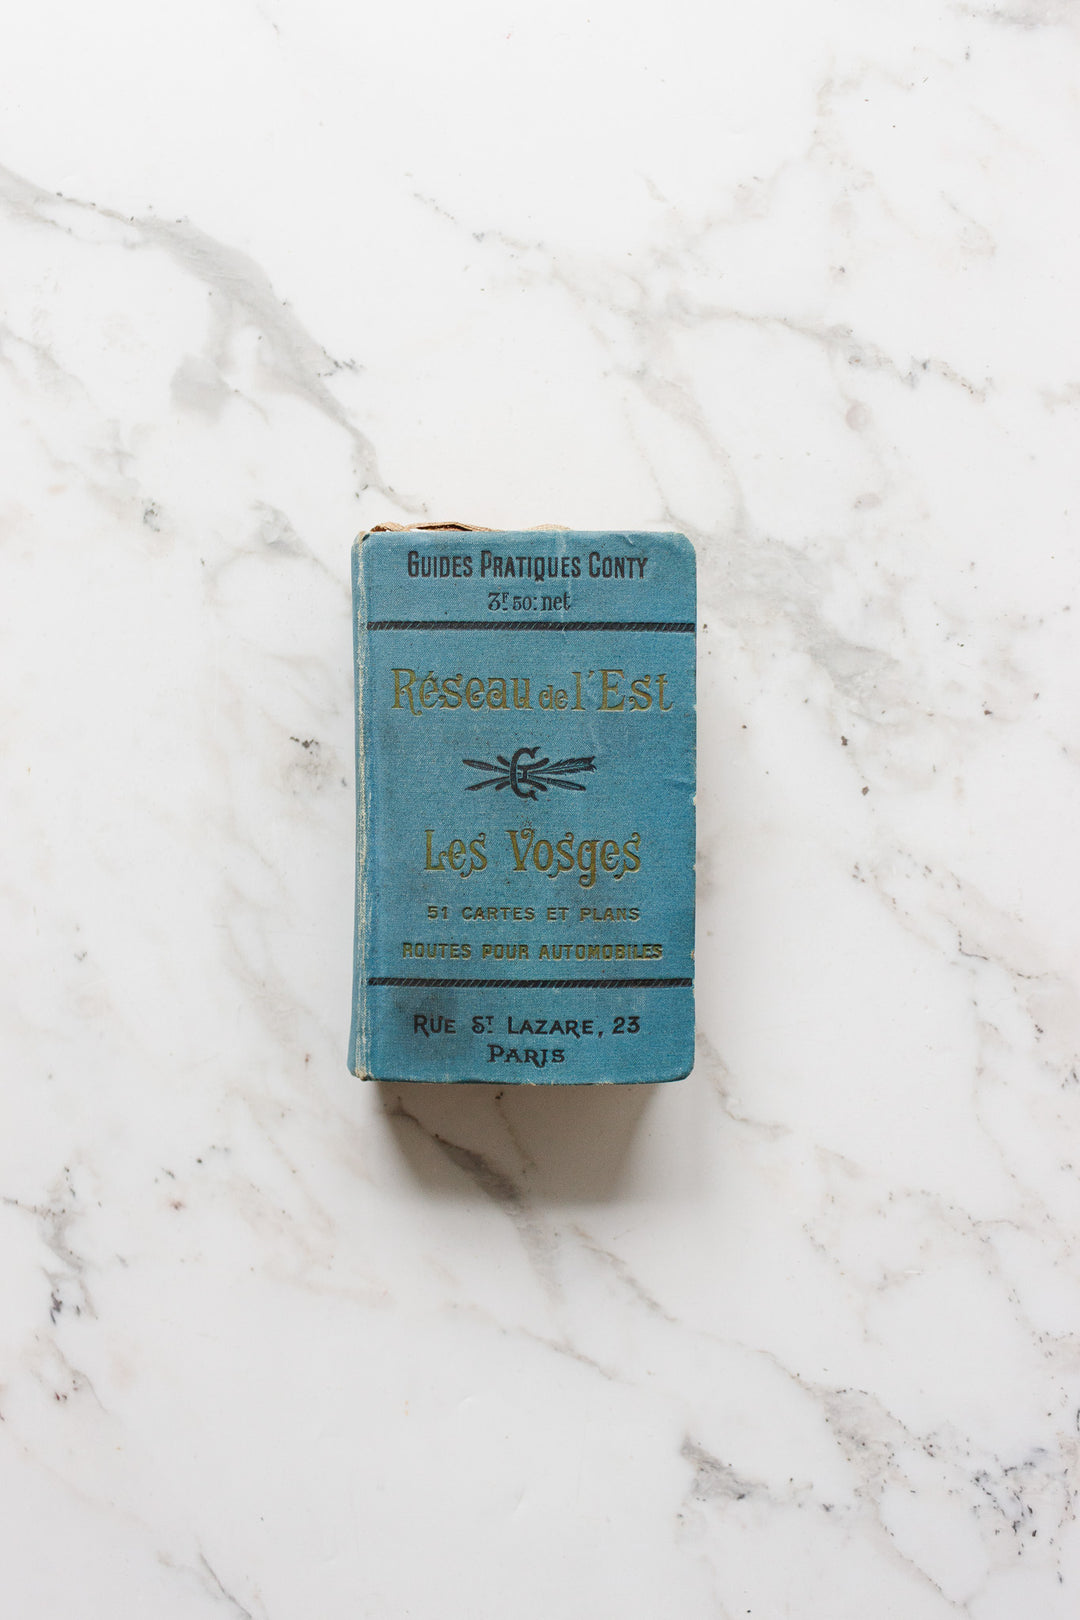 GUIDES PRATIQUES CONTY
3F 50: net
Réseau de l'Est
Les Vosges
51 CARTES ET PLANS
ROUTES POUR AUTOMOBILES
RUE ST LAZARE, 23
PARIS